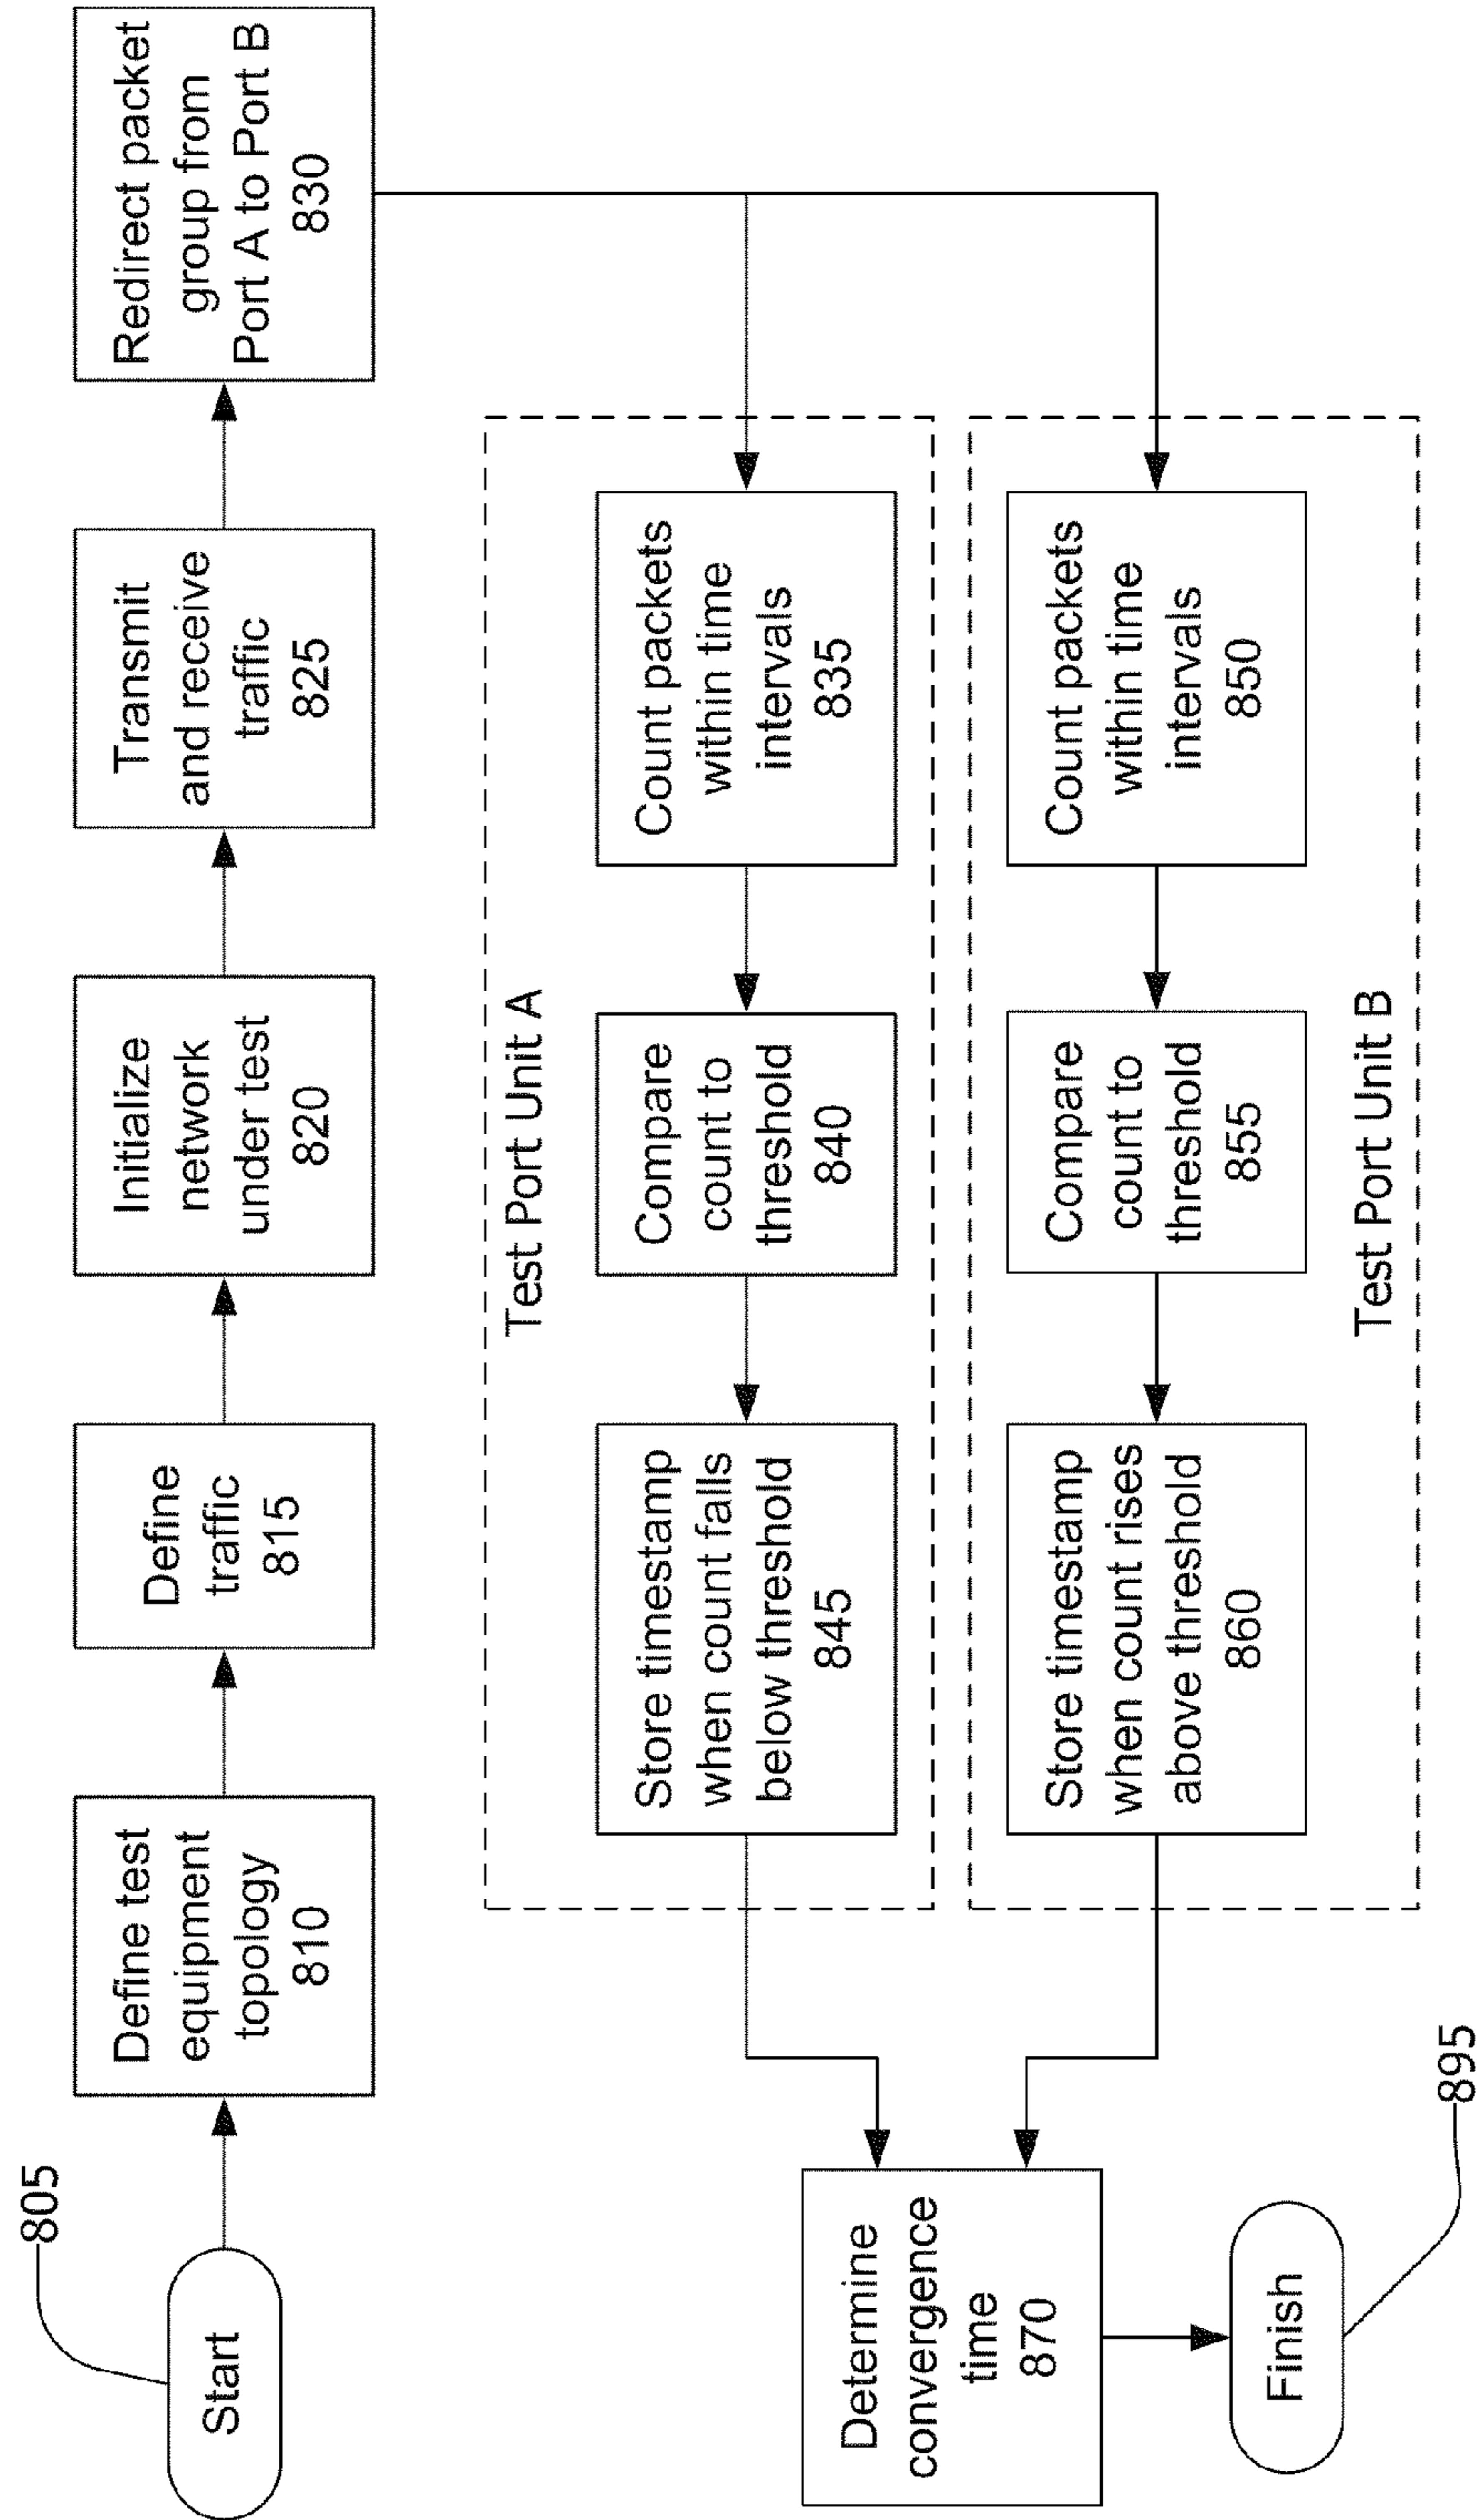 805
Start
Define test
equipment
topology
810
Define
traffic
815
Initialize
network
under test
820
Transmit
and receive
traffic
825
Redirect packet
group from
Port A to Port B
830
Test Port Unit A
Count packets
within time
intervals
835
Compare
count to
threshold
840
Store timestamp
when count falls
below threshold
845
Count packets
within time
intervals
850
Compare
count to
threshold
855
Store timestamp
when count rises
above threshold
860
Test Port Unit B
Determine
convergence
time
870
Finish
895